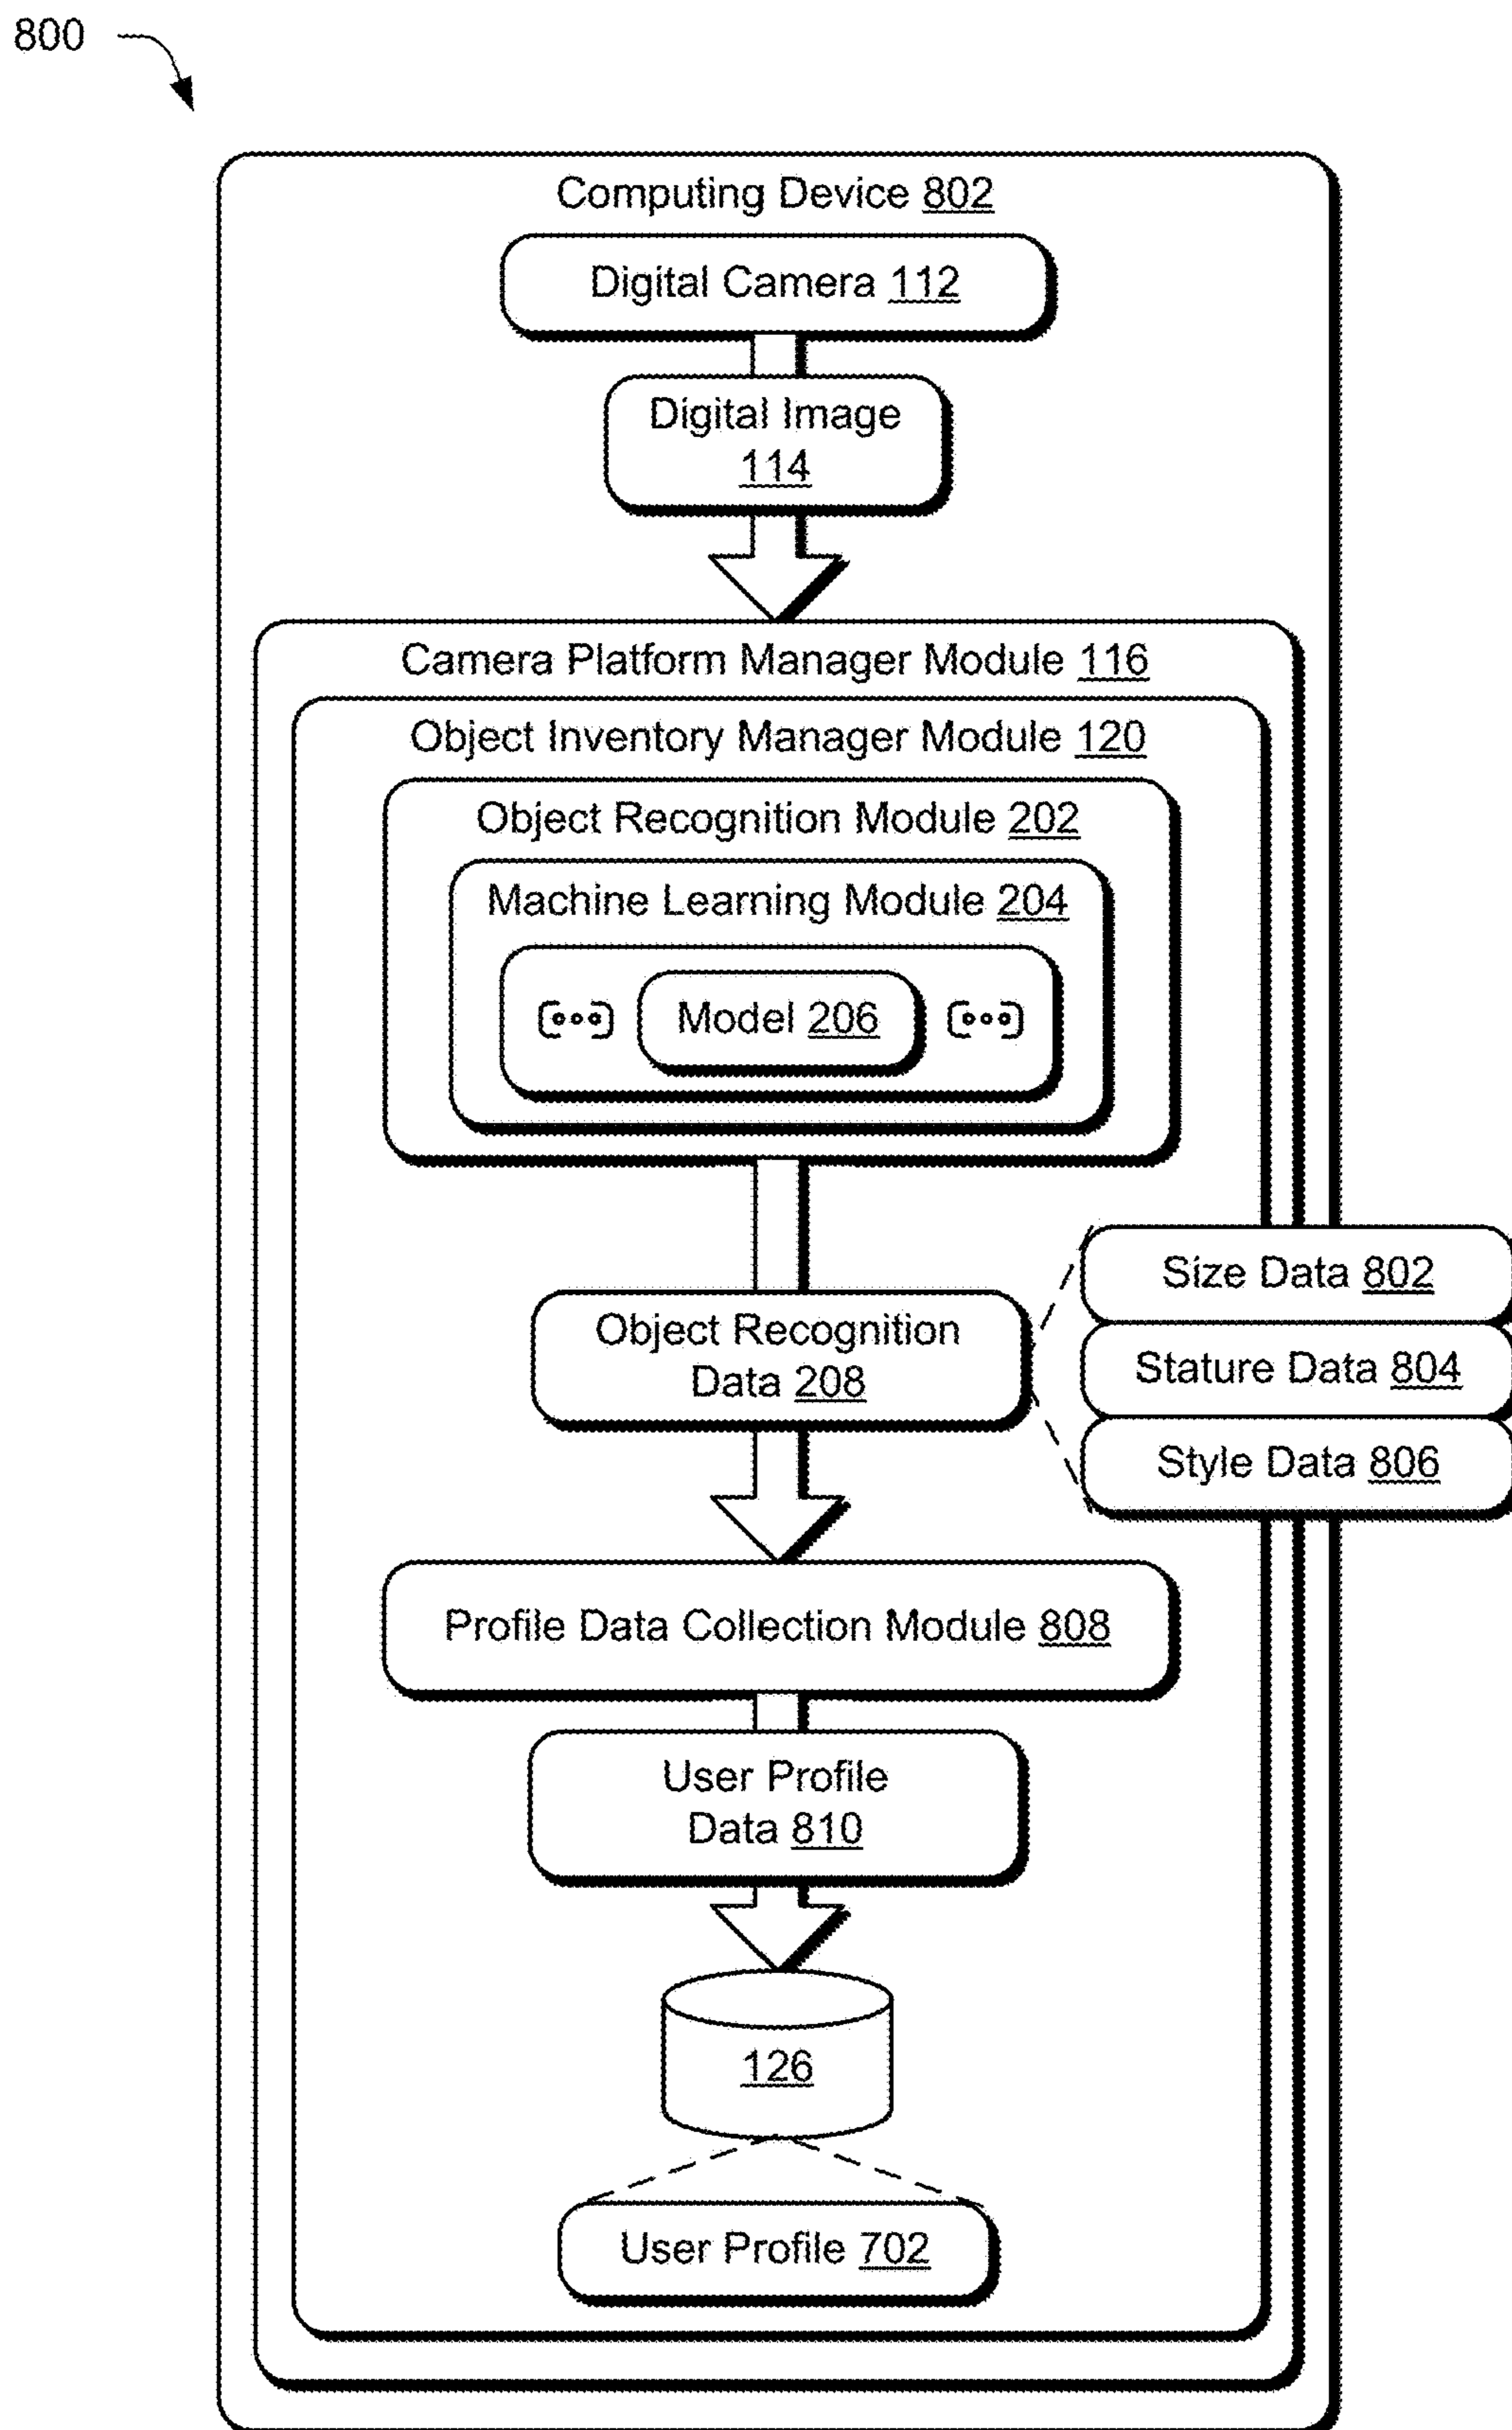 800
Computing Device 802
Digital Camera 112
Digital Image
114
Camera Platform Manager Module 116
Object Inventory Manager Module 120
Object Recognition Module 202
Machine Learning Module 204
Model 206
Object Recognition
Data 208
Size Data 802
Stature Data 804
Style Data 806
Profile Data Collection Module 808
User Profile
Data 810
126
User Profile 702